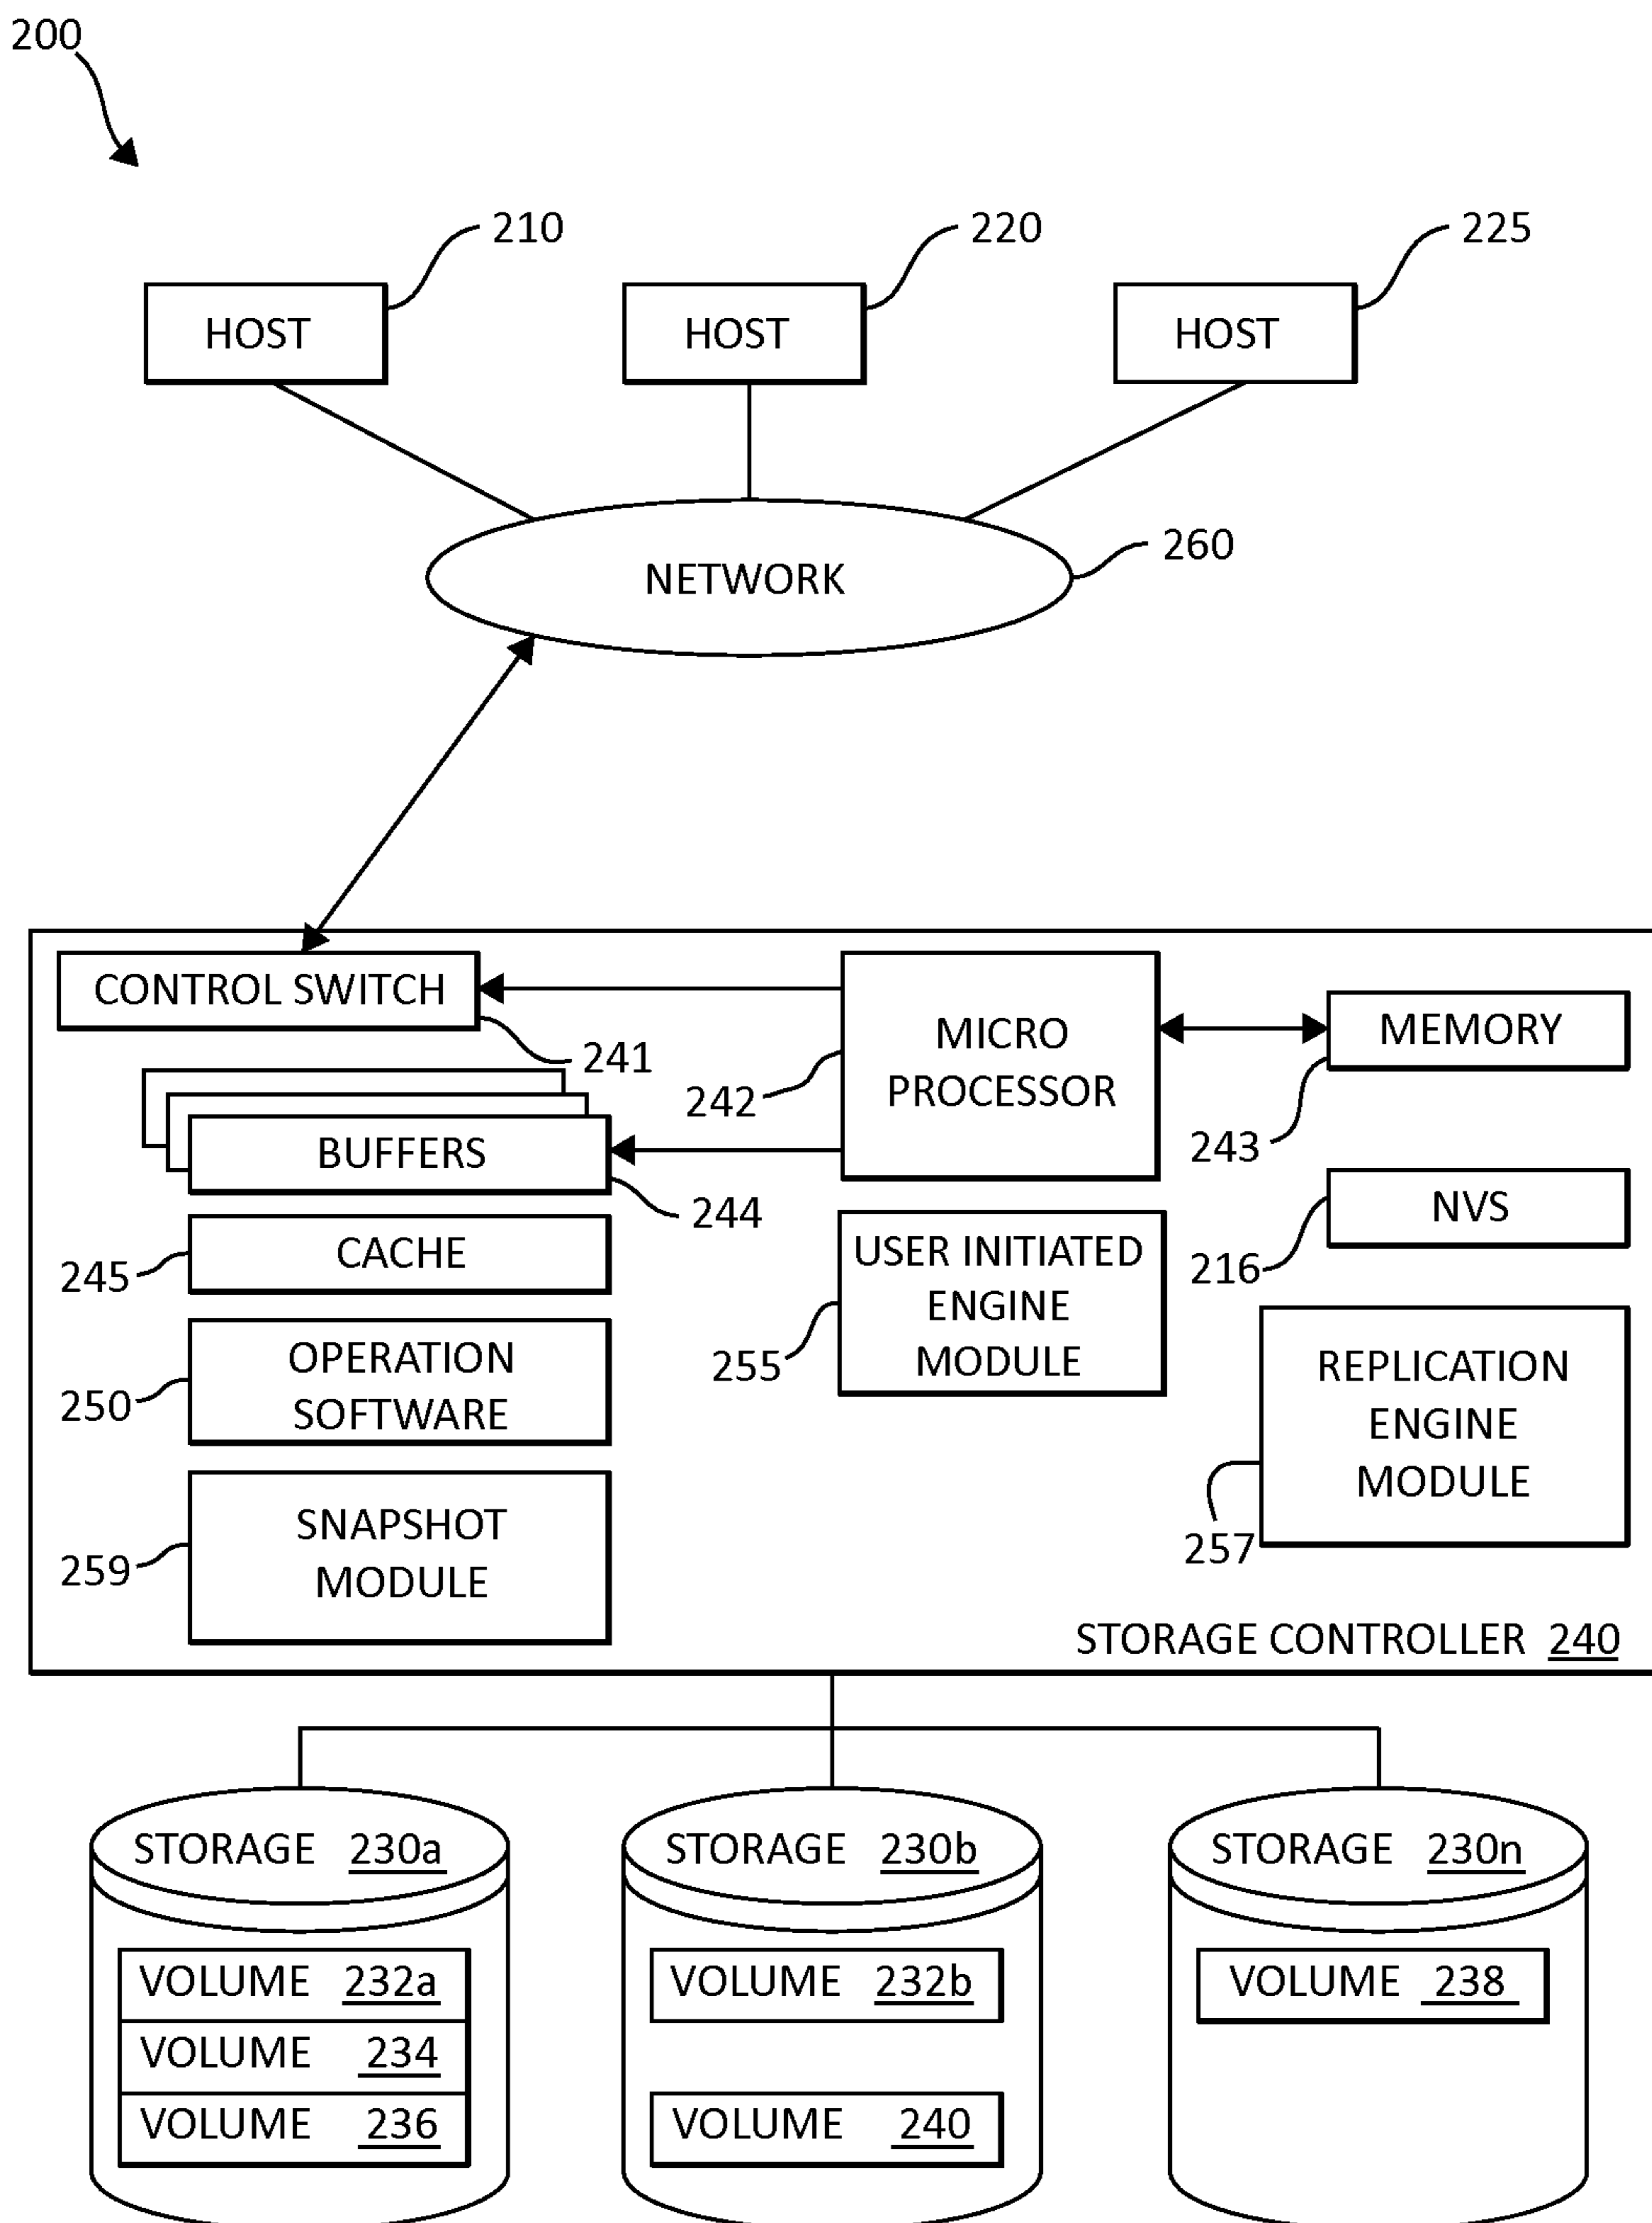 200
210
220
225
HOST
HOST
HOST
260
NETWORK
CONTROL SWITCH
241
MICRO
PROCESSOR
242
MEMORY
243
BUFFERS
244
NVS
216
CACHE
245
USER INITIATED
ENGINE
MODULE
255
OPERATION
SOFTWARE
250
REPLICATION
ENGINE
MODULE
257
SNAPSHOT
MODULE
259
STORAGE CONTROLLER 240
STORAGE 230a
STORAGE 230b
STORAGE 230n
VOLUME 232a
VOLUME 234
VOLUME 236
VOLUME 232b
VOLUME 240
VOLUME 238